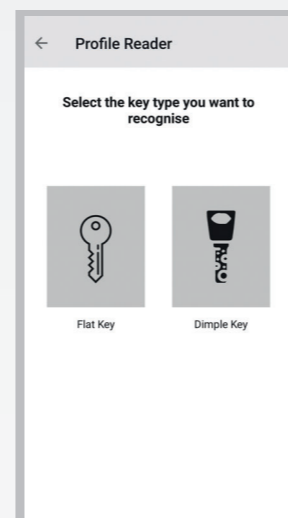 Profile Reader
Select the key type you want to
recognise
Flat Key
Dimple Key